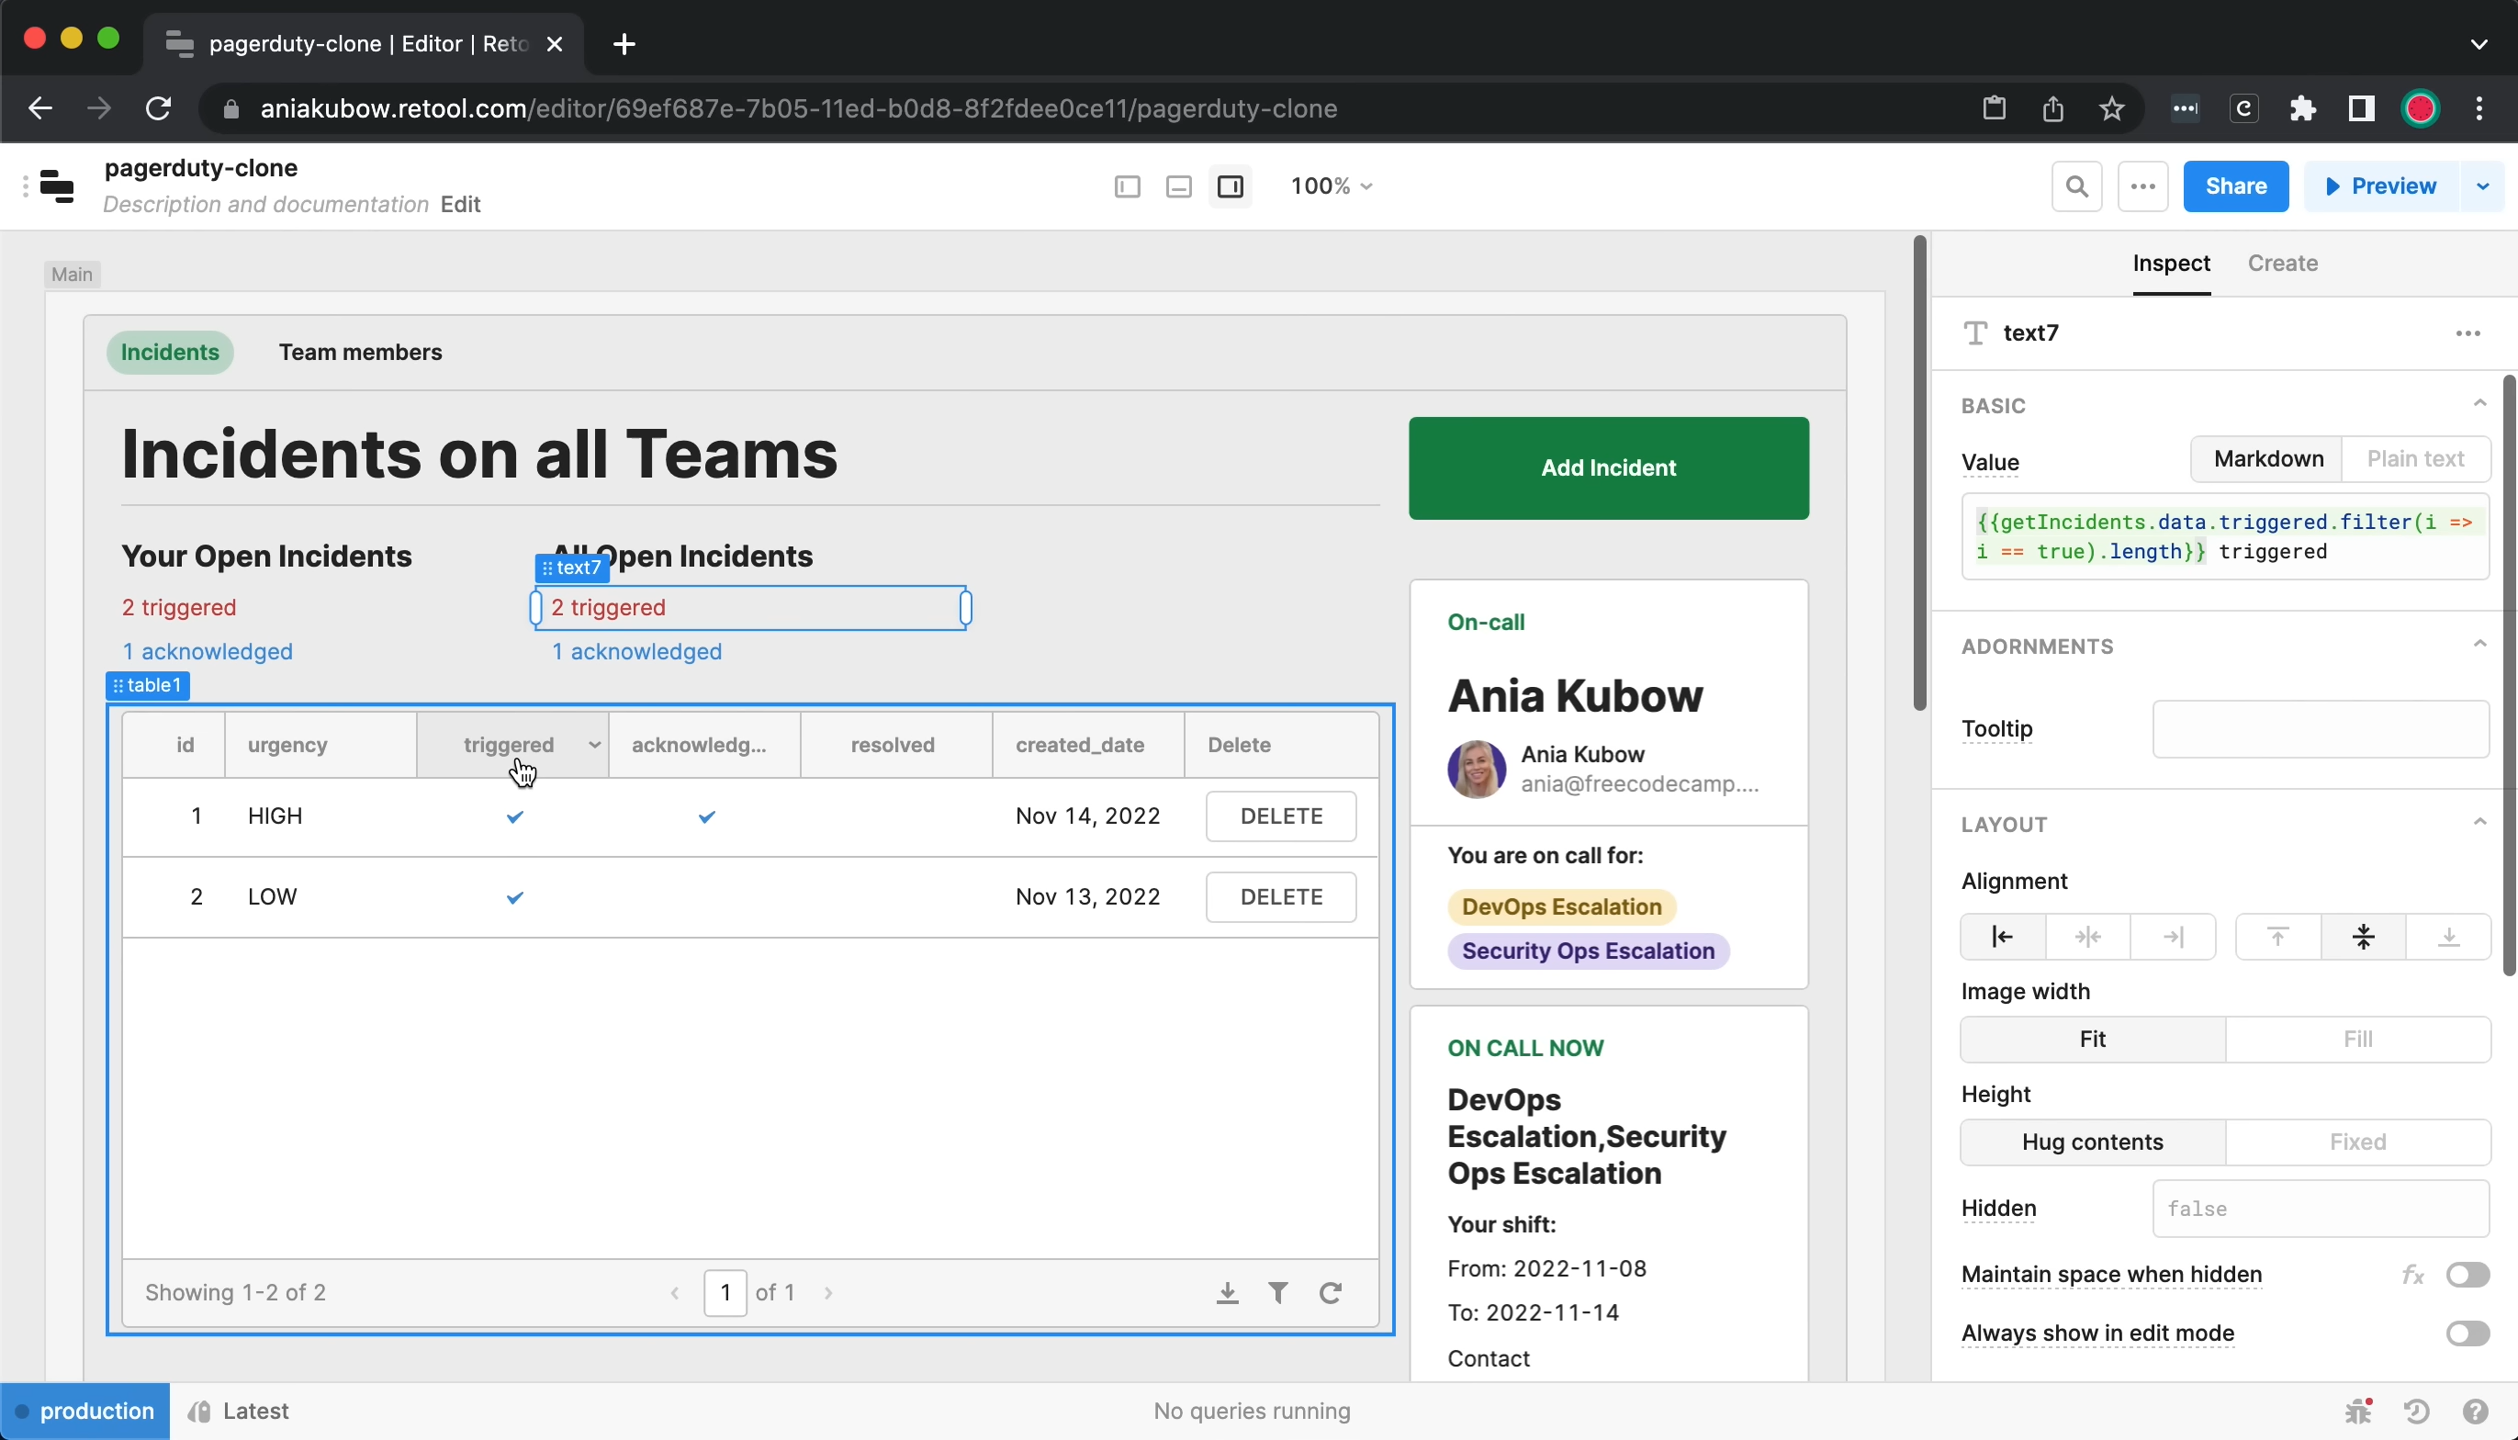 pagerduty-clone | Editor | Reto
aniakubow.retool.com/editor/69ef687e-7b05-11ed-b0d8-8f2fdee0ce11/pagerduty-clone
pagerduty-clone
Description and documentation Edit
100%
Share
Preview
Main
Inspect
Create
Incidents
Team members
text7
Incidents on all Teams
Add Incident
BASIC
Value
Markdown
Plain text
{{getIncidents.data.triggered.filter(i =>
i == true).length}} triggered
Your Open Incidents
All Open Incidents
text7
2 triggered
2 triggered
1 acknowledged
1 acknowledged
table1
id
urgency
triggered
acknowledg...
resolved
created_date
Delete
1
HIGH
Nov 14, 2022
DELETE
2
LOW
Nov 13, 2022
DELETE
Showing 1-2 of 2
1
of 1
On-call
Ania Kubow
Ania Kubow
ania@freecodecamp....
You are on call for:
DevOps Escalation
Security Ops Escalation
ON CALL NOW
DevOps
Escalation,Security
Ops Escalation
Your shift:
From: 2022-11-08
To: 2022-11-14
Contact
ADORNMENTS
Tooltip
LAYOUT
Alignment
Image width
Fit
Fill
Height
Hug contents
Fixed
Hidden
false
Maintain space when hidden
fx
Always show in edit mode
production
Latest
No queries running